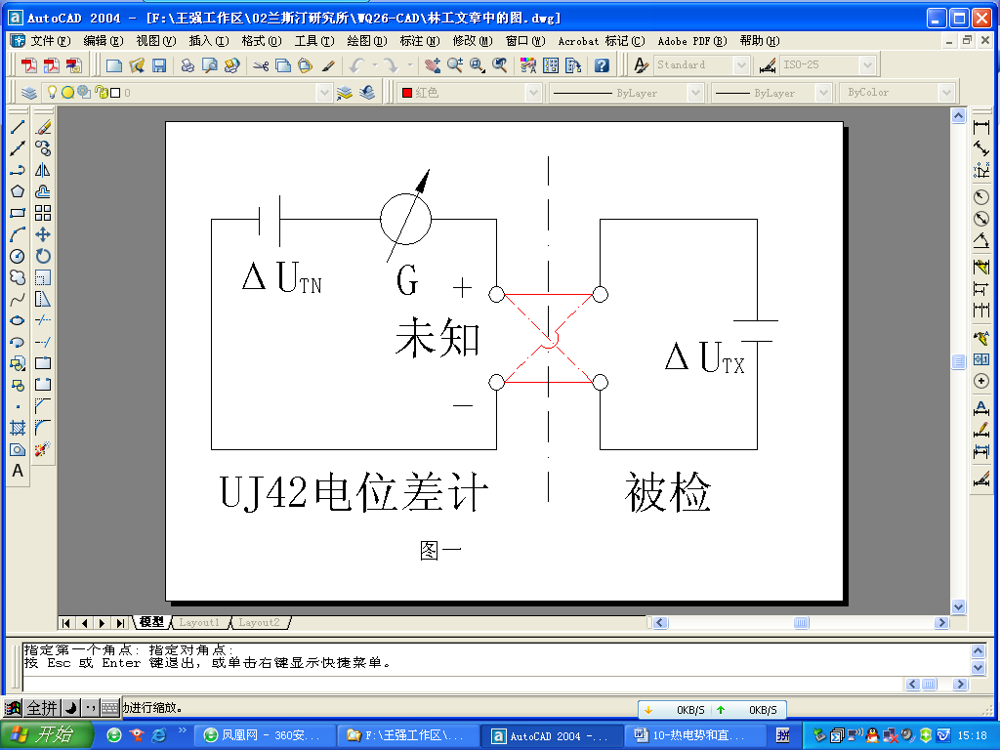 AutoCAD 2004 - [F:\王强工作区\02兰斯汀研究所\WQ26-CAD\林工文章中的图.dwg]
文件(F) 编辑(E) 视图(V) 插入(I) 格式(O) 工具(T) 绘图(D) 标注(N) 修改(M) 窗口(W) Acrobat 标记(C) Adobe PDF(B) 帮助(H)
Standard ISO-25
0 红色 ByLayer ByLayer ByColor
ΔUTN G +
未知
ΔUTX
－
UJ42电位差计 被检
图一
A
模型 Layout1 Layout2
指定第一个角点: 指定对角点:
按 Esc 或 Enter 键退出, 或单击右键显示快捷菜单。
全拼 动进行缩放。
0KB/S 0KB/S
开始 凤凰网 - 360安... F:\王强工作区\... AutoCAD 2004 -... 10-热电势和直... 拼 15:18